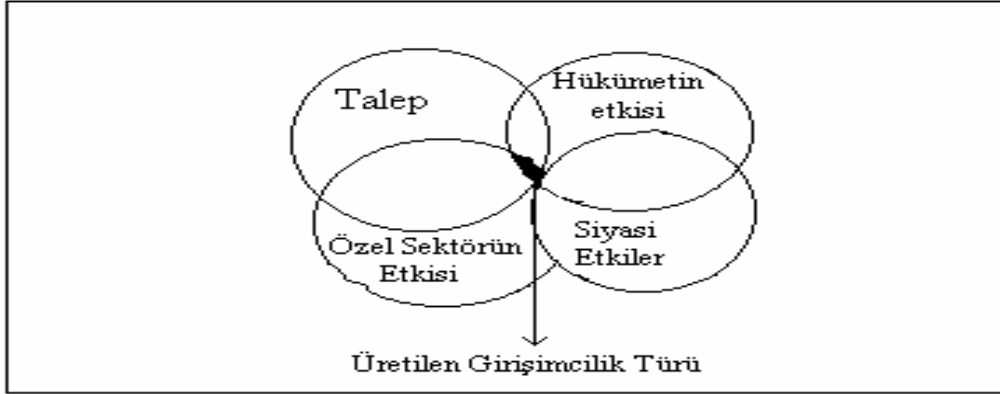 Talep
Hükümetin
etkisi
Özel Sektörün
Etkisi
Siyasi
Etkiler
Üretilen Girişimcilik Türü